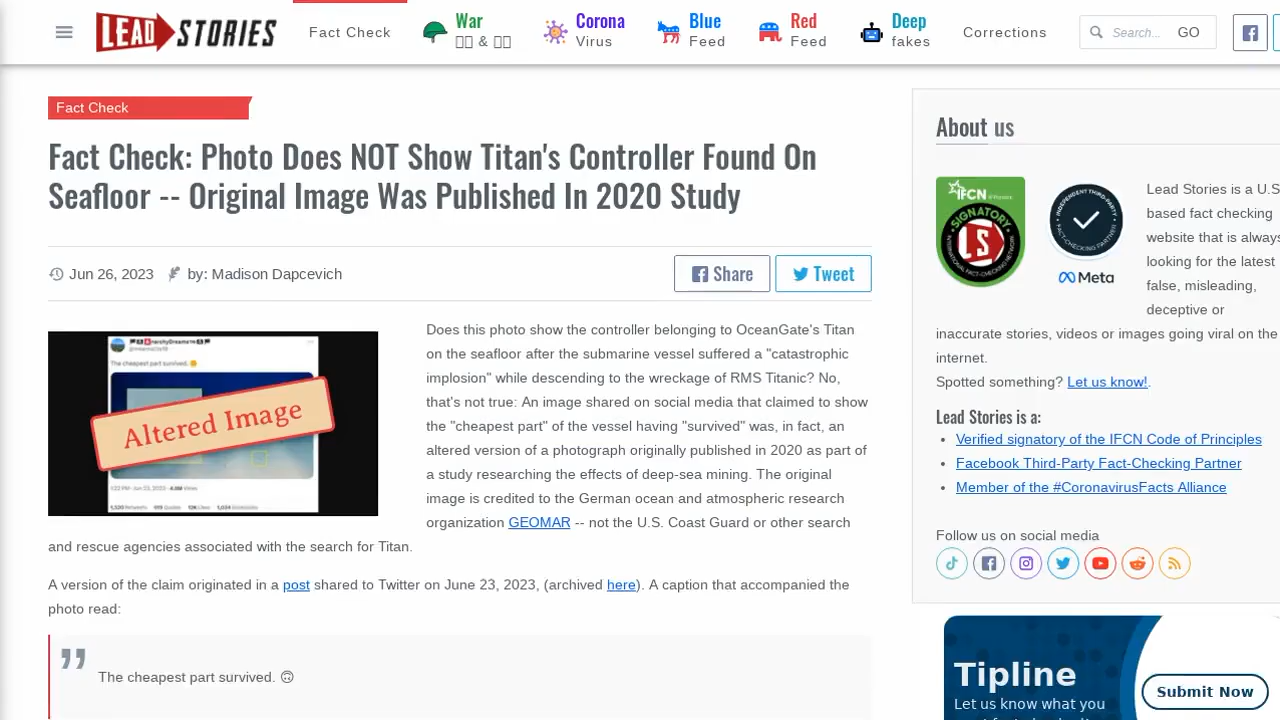 LEAD STORIES
Fact Check
War
&
Corona
Virus
Blue
Feed
Red
Feed
Deep
fakes
Corrections
Search...
GO
Fact Check
Fact Check: Photo Does NOT Show Titan's Controller Found On
Seafloor -- Original Image Was Published In 2020 Study
Jun 26, 2023 by: Madison Dapcevich
Share
Tweet
The cheapest part survived.
Altered Image
Does this photo show the controller belonging to OceanGate's Titan
on the seafloor after the submarine vessel suffered a "catastrophic
implosion" while descending to the wreckage of RMS Titanic? No,
that's not true: An image shared on social media that claimed to show
the "cheapest part" of the vessel having "survived" was, in fact, an
altered version of a photograph originally published in 2020 as part of
a study researching the effects of deep-sea mining. The original
image is credited to the German ocean and atmospheric research
organization GEOMAR -- not the U.S. Coast Guard or other search
and rescue agencies associated with the search for Titan.
A version of the claim originated in a post shared to Twitter on June 23, 2023, (archived here). A caption that accompanied the
photo read:
The cheapest part survived. 🙃
About us
IFCN
SIGNATORY
LS
INDEPENDENT THIRD-PARTY
FACT-CHECKING PARTNER
Meta
Lead Stories is a U.S
based fact checking
website that is always
looking for the latest
false, misleading,
deceptive or
inaccurate stories, videos or images going viral on the
internet.
Spotted something? Let us know!.
Lead Stories is a:
• Verified signatory of the IFCN Code of Principles
• Facebook Third-Party Fact-Checking Partner
• Member of the #CoronavirusFacts Alliance
Follow us on social media
Tipline
Let us know what you
Submit Now